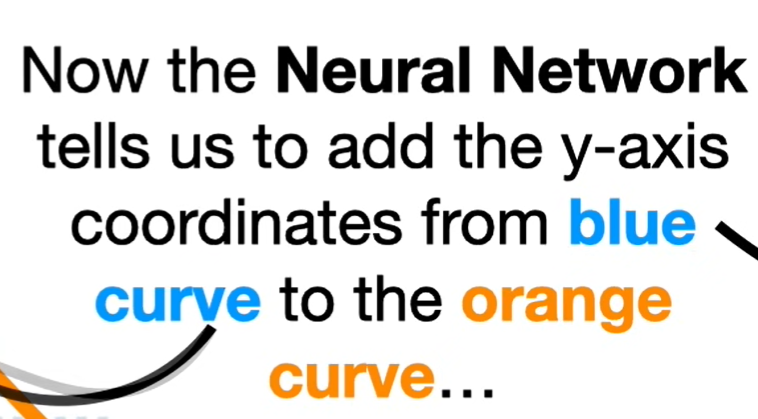 Now the Neural Network
tells us to add the y-axis
coordinates from blue
curve to the orange
curve...